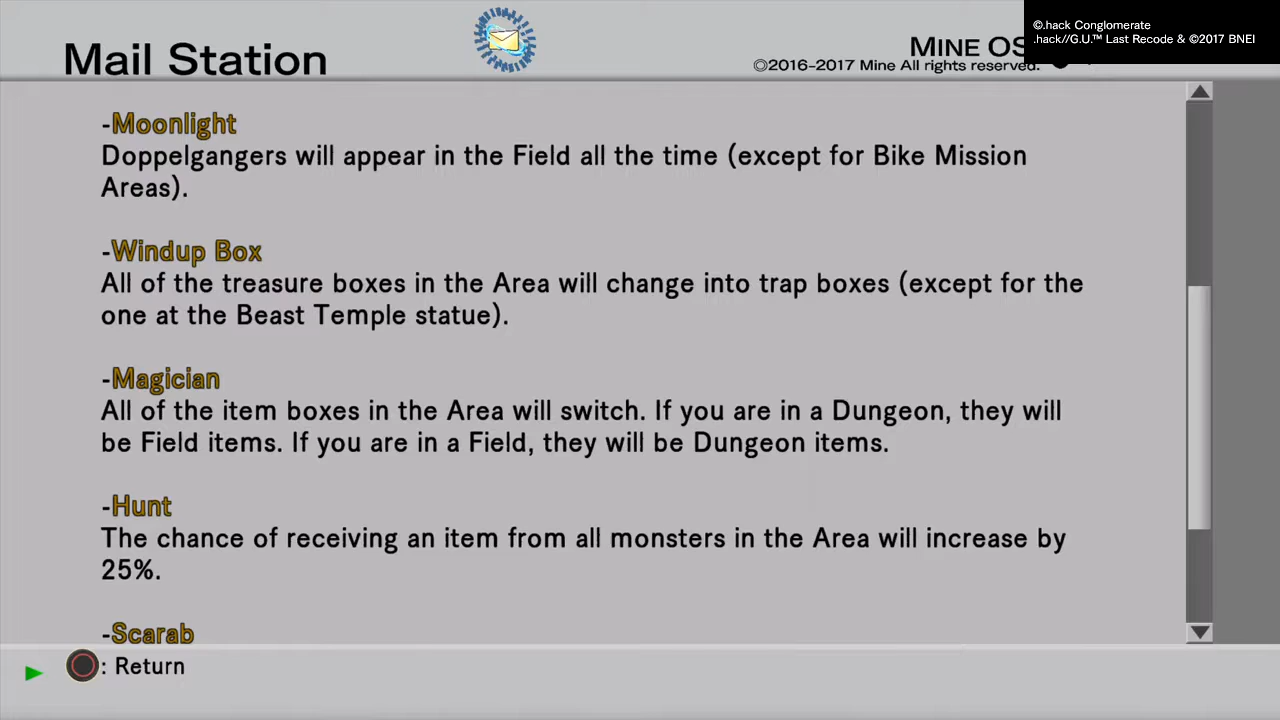 Mail Station
MINE OS
©2016-2017 Mine All rights reserved.
©.hack Conglomerate
.hack//G.U.™ Last Recode & ©2017 BNEI
-Moonlight
Doppelgangers will appear in the Field all the time (except for Bike Mission
Areas).
-Windup Box
All of the treasure boxes in the Area will change into trap boxes (except for the
one at the Beast Temple statue).
-Magician
All of the item boxes in the Area will switch. If you are in a Dungeon, they will
be Field items. If you are in a Field, they will be Dungeon items.
-Hunt
The chance of receiving an item from all monsters in the Area will increase by
25%.
-Scarab
: Return